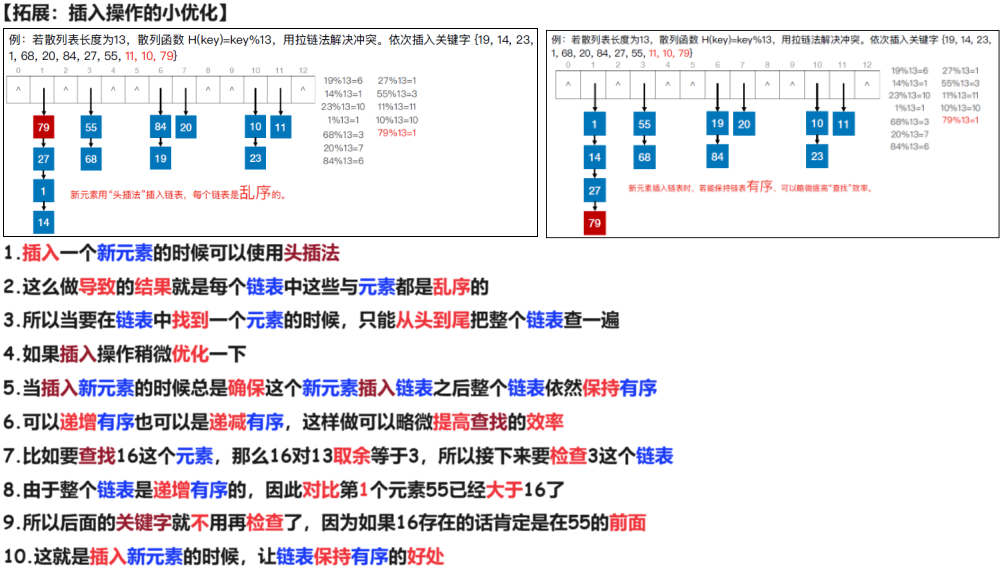 【拓展：插入操作的小优化】
例：若散列表长度为13，散列函数 H(key)=key%13，用拉链法解决冲突。依次插入关键字 {19, 14, 23,
1, 68, 20, 84, 27, 55, 11, 10, 79}
0 1 2 3 4 5 6 7 8 9 10 11 12
^ ^ ^ ^ ^ ^ ^ ^
79 55 84 20 10 11
27 68 19 23
1
14
19%13=6 27%13=1
14%13=1 55%13=3
23%13=10 11%13=11
1%13=1 10%13=10
68%13=3 79%13=1
20%13=7
84%13=6
新元素用“头插法”插入链表，每个链表是乱序的。
例：若散列表长度为13，散列函数 H(key)=key%13，用拉链法解决冲突。依次插入关键字 {19, 14, 23,
1, 68, 20, 84, 27, 55, 11, 10, 79}
0 1 2 3 4 5 6 7 8 9 10 11 12
^ ^ ^ ^ ^ ^ ^ ^
1 55 19 20 10 11
14 68 84 23
27
79
19%13=6 27%13=1
14%13=1 55%13=3
23%13=10 11%13=11
1%13=1 10%13=10
68%13=3 79%13=1
20%13=7
84%13=6
新元素插入链表时，若能保持链表有序，可以略微提高“查找”效率。
1.插入一个新元素的时候可以使用头插法
2.这么做导致的结果就是每个链表中这些与元素都是乱序的
3.所以当要在链表中找到一个元素的时候，只能从头到尾把整个链表查一遍
4.如果插入操作稍微优化一下
5.当插入新元素的时候总是确保这个新元素插入链表之后整个链表依然保持有序
6.可以递增有序也可以是递减有序，这样做可以略微提高查找的效率
7.比如要查找16这个元素，那么16对13取余等于3，所以接下来要检查3这个链表
8.由于整个链表是递增有序的，因此对比第1个元素55已经大于16了
9.所以后面的关键字就不用再检查了，因为如果16存在的话肯定是在55的前面
10.这就是插入新元素的时候，让链表保持有序的好处